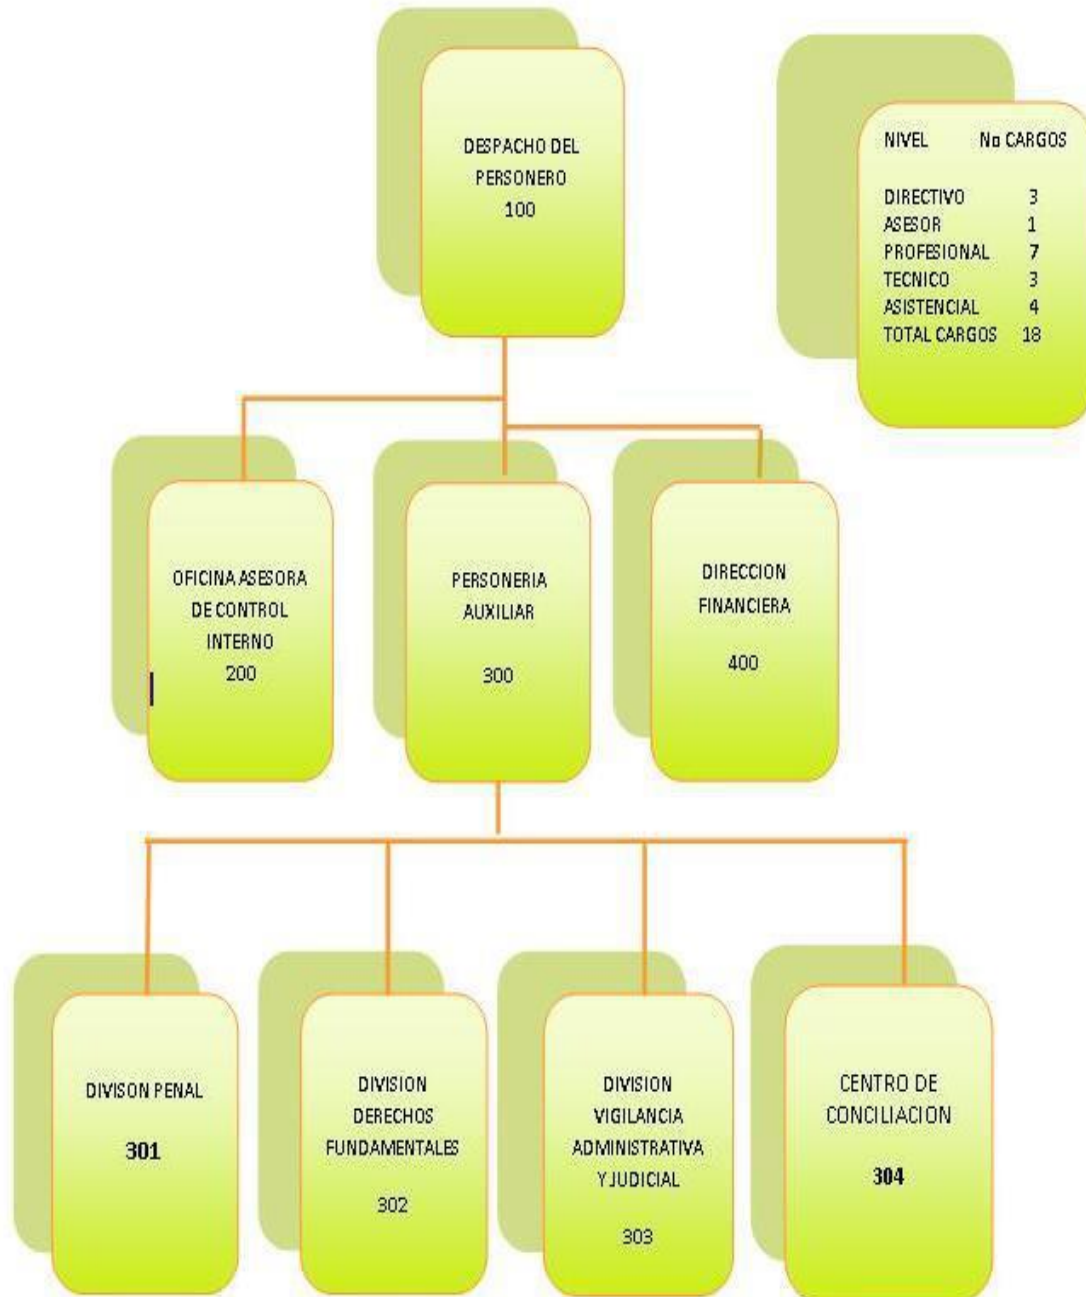 DESPACHO DEL
PERSONERO
100
NIVEL No CARGOS
DIRECTIVO 3
ASESOR 1
PROFESIONAL 7
TECNICO 3
ASISTENCIAL 4
TOTAL CARGOS 18
OFICINA ASESORA
DE CONTROL
INTERNO
200
PERSONERIA
AUXILIAR
300
DIRECCION
FINANCIERA
400
DIVISON PENAL
301
DIVISION
DERECHOS
FUNDAMENTALES
302
DIVISION
VIGILANCIA
ADMINISTRATIVA
Y JUDICIAL
303
CENTRO DE
CONCILIACION
304